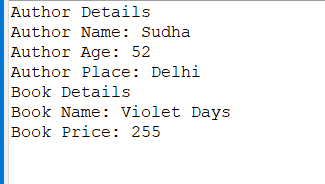 Author Details
Author Name: Sudha
Author Age: 52
Author Place: Delhi
Book Details
Book Name: Violet Days
Book Price: 255